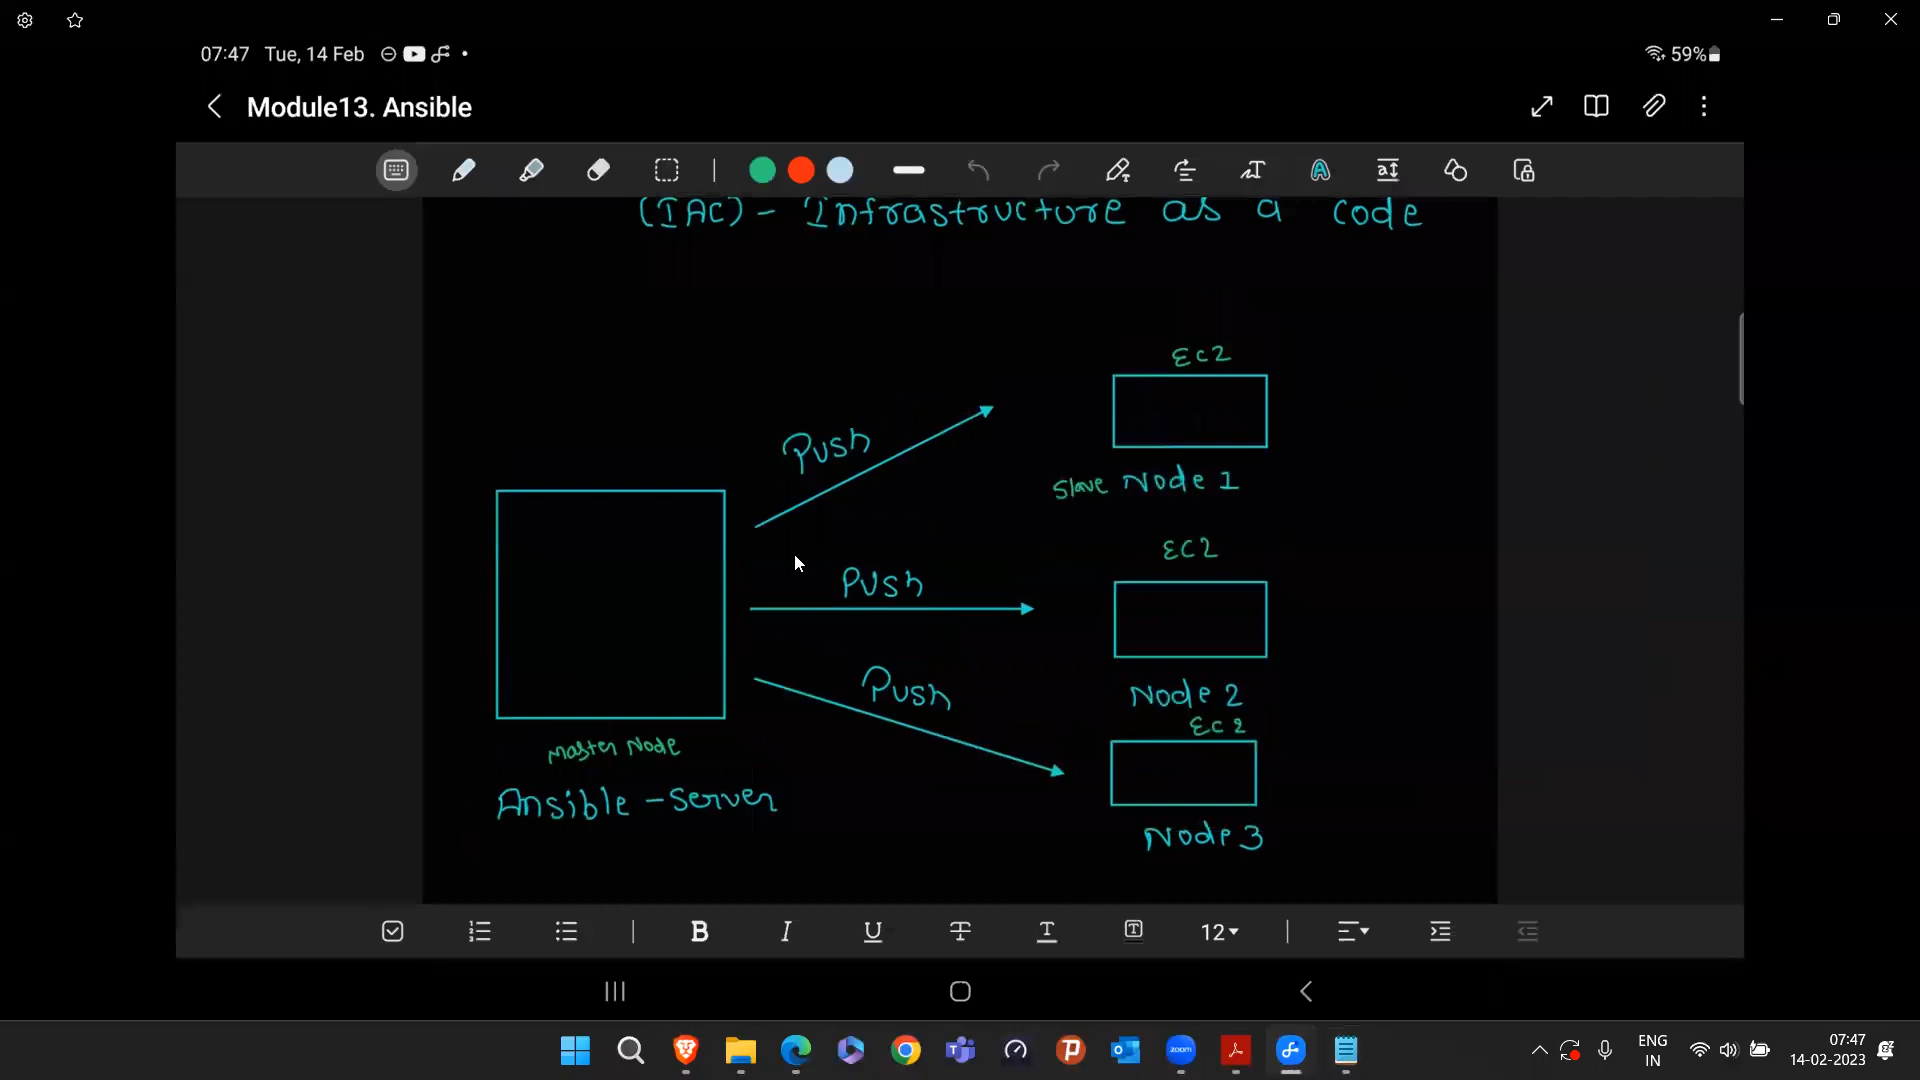 07:47 Tue, 14 Feb
59%
Module13. Ansible
(IAC) - Infrastructure as a code
EC2
Push
Slave Node 1
EC2
Push
Push
Node 2
EC2
Master Node
Ansible - Server
Node 3
B I U T T T 12
zoom
ENG
IN
07:47
14-02-2023